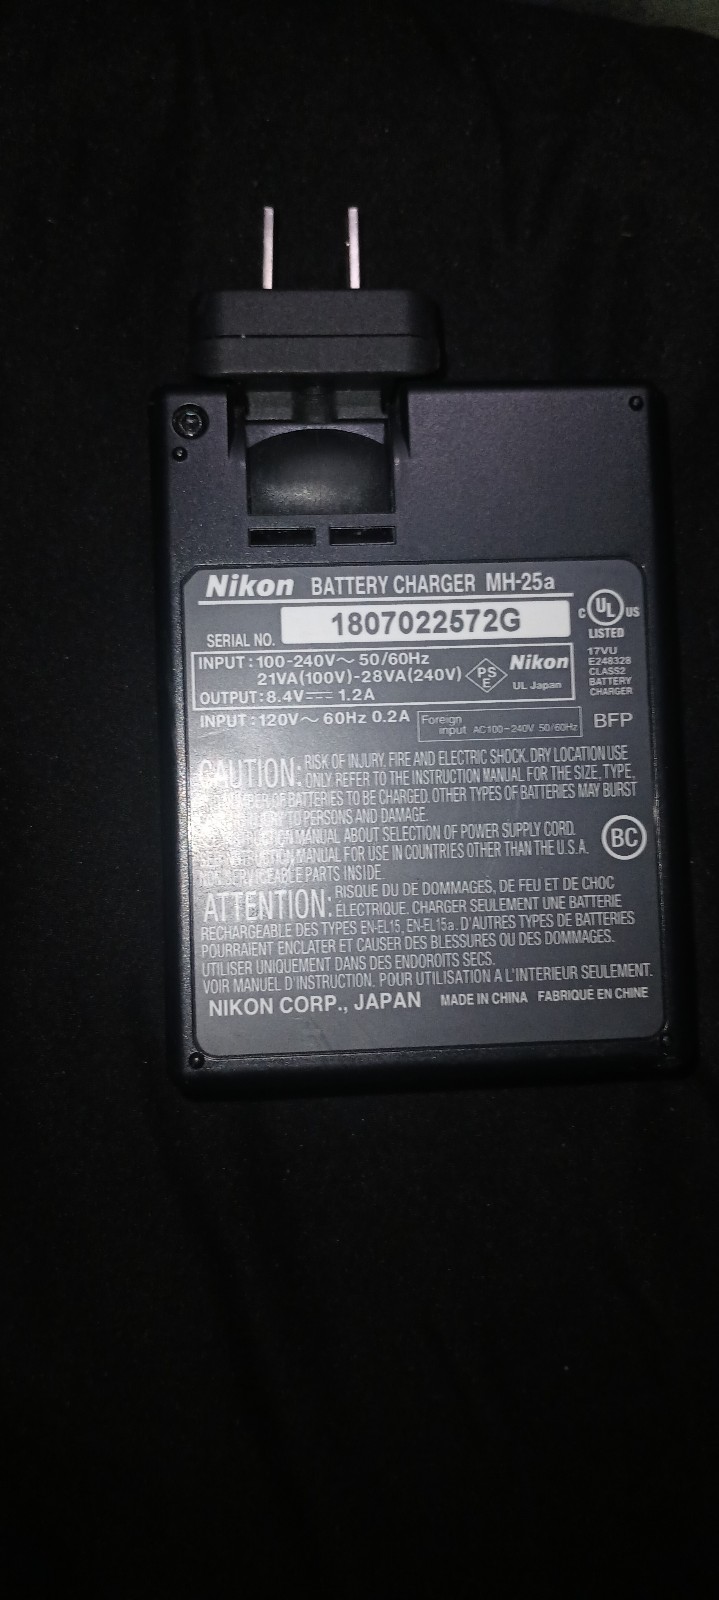 Nikon BATTERY CHARGER MH-25a
SERIAL NO. 1807022572G
c UL us
LISTED
17VU
E248328
CLASS2
BATTERY
CHARGER
INPUT : 100-240V~ 50/60Hz
21VA(100V)-28VA(240V)
OUTPUT : 8.4V⎓ 1.2A
PS
E
Nikon
UL Japan
INPUT : 120V~ 60Hz 0.2A
Foreign
input AC100-240V 50/60Hz
BFP
CAUTION: RISK OF INJURY. FIRE AND ELECTRIC SHOCK. DRY LOCATION USE
ONLY. REFER TO THE INSTRUCTION MANUAL FOR THE SIZE, TYPE,
OF BATTERIES TO BE CHARGED. OTHER TYPES OF BATTERIES MAY BURST
TO PERSONS AND DAMAGE.
MANUAL ABOUT SELECTION OF POWER SUPPLY CORD.
MANUAL FOR USE IN COUNTRIES OTHER THAN THE U.S.A.
PARTS INSIDE.
BC
ATTENTION: RISQUE DU DE DOMMAGES, DE FEU ET DE CHOC
ÉLECTRIQUE. CHARGER SEULEMENT UNE BATTERIE
RECHARGEABLE DES TYPES EN-EL15, EN-EL15a. D'AUTRES TYPES DE BATTERIES
POURRAIENT ENCLATER ET CAUSER DES BLESSURES OU DES DOMMAGES.
UTILISER UNIQUEMENT DANS DES ENDOROITS SECS.
VOIR MANUEL D'INSTRUCTION. POUR UTILISATION A L'INTERIEUR SEULEMENT.
NIKON CORP., JAPAN MADE IN CHINA FABRIQUÉ EN CHINE